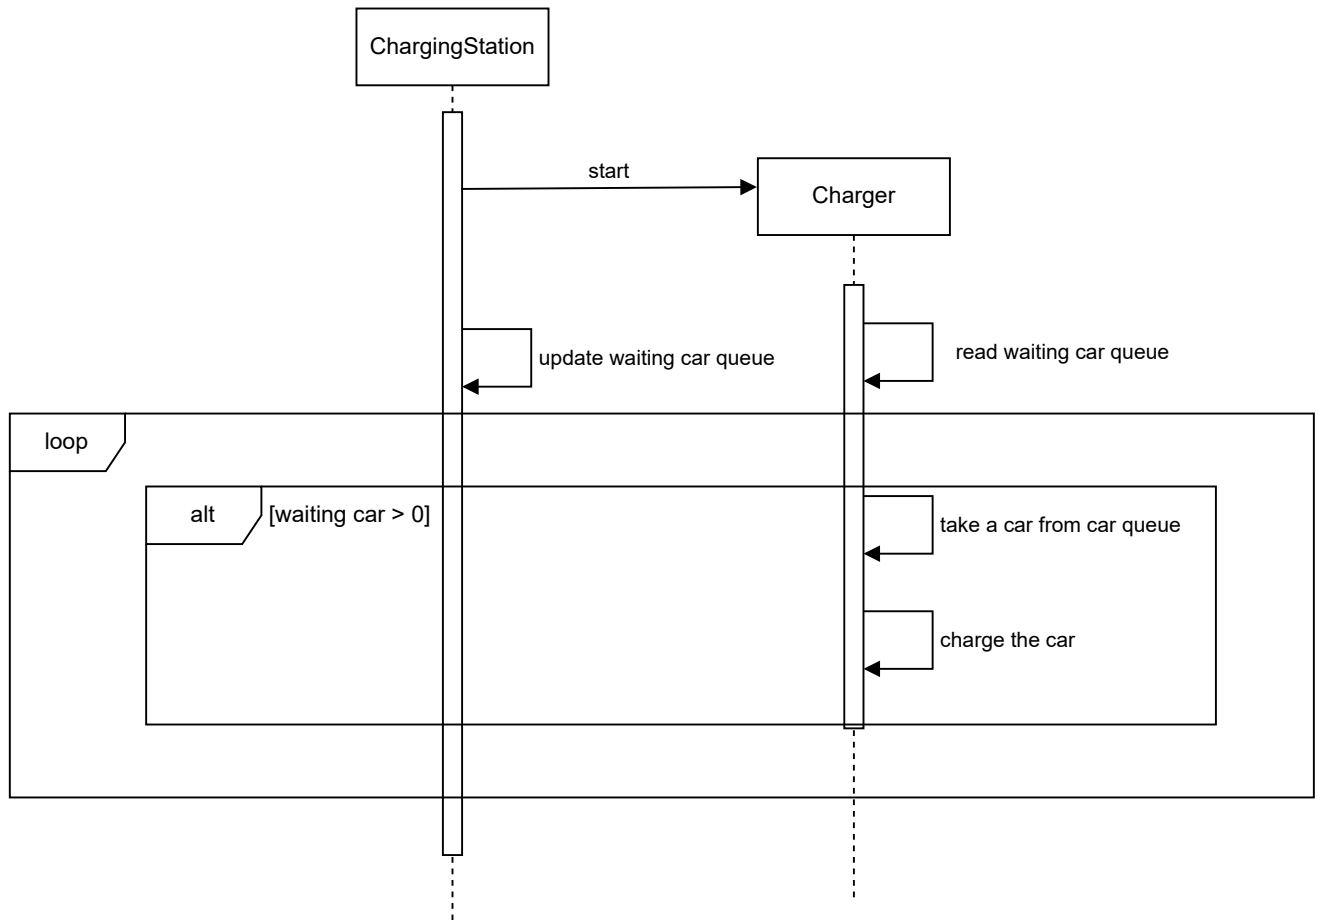 ChargingStation
start
Charger
update waiting car queue
read waiting car queue
loop
alt
[waiting car > 0]
take a car from car queue
charge the car